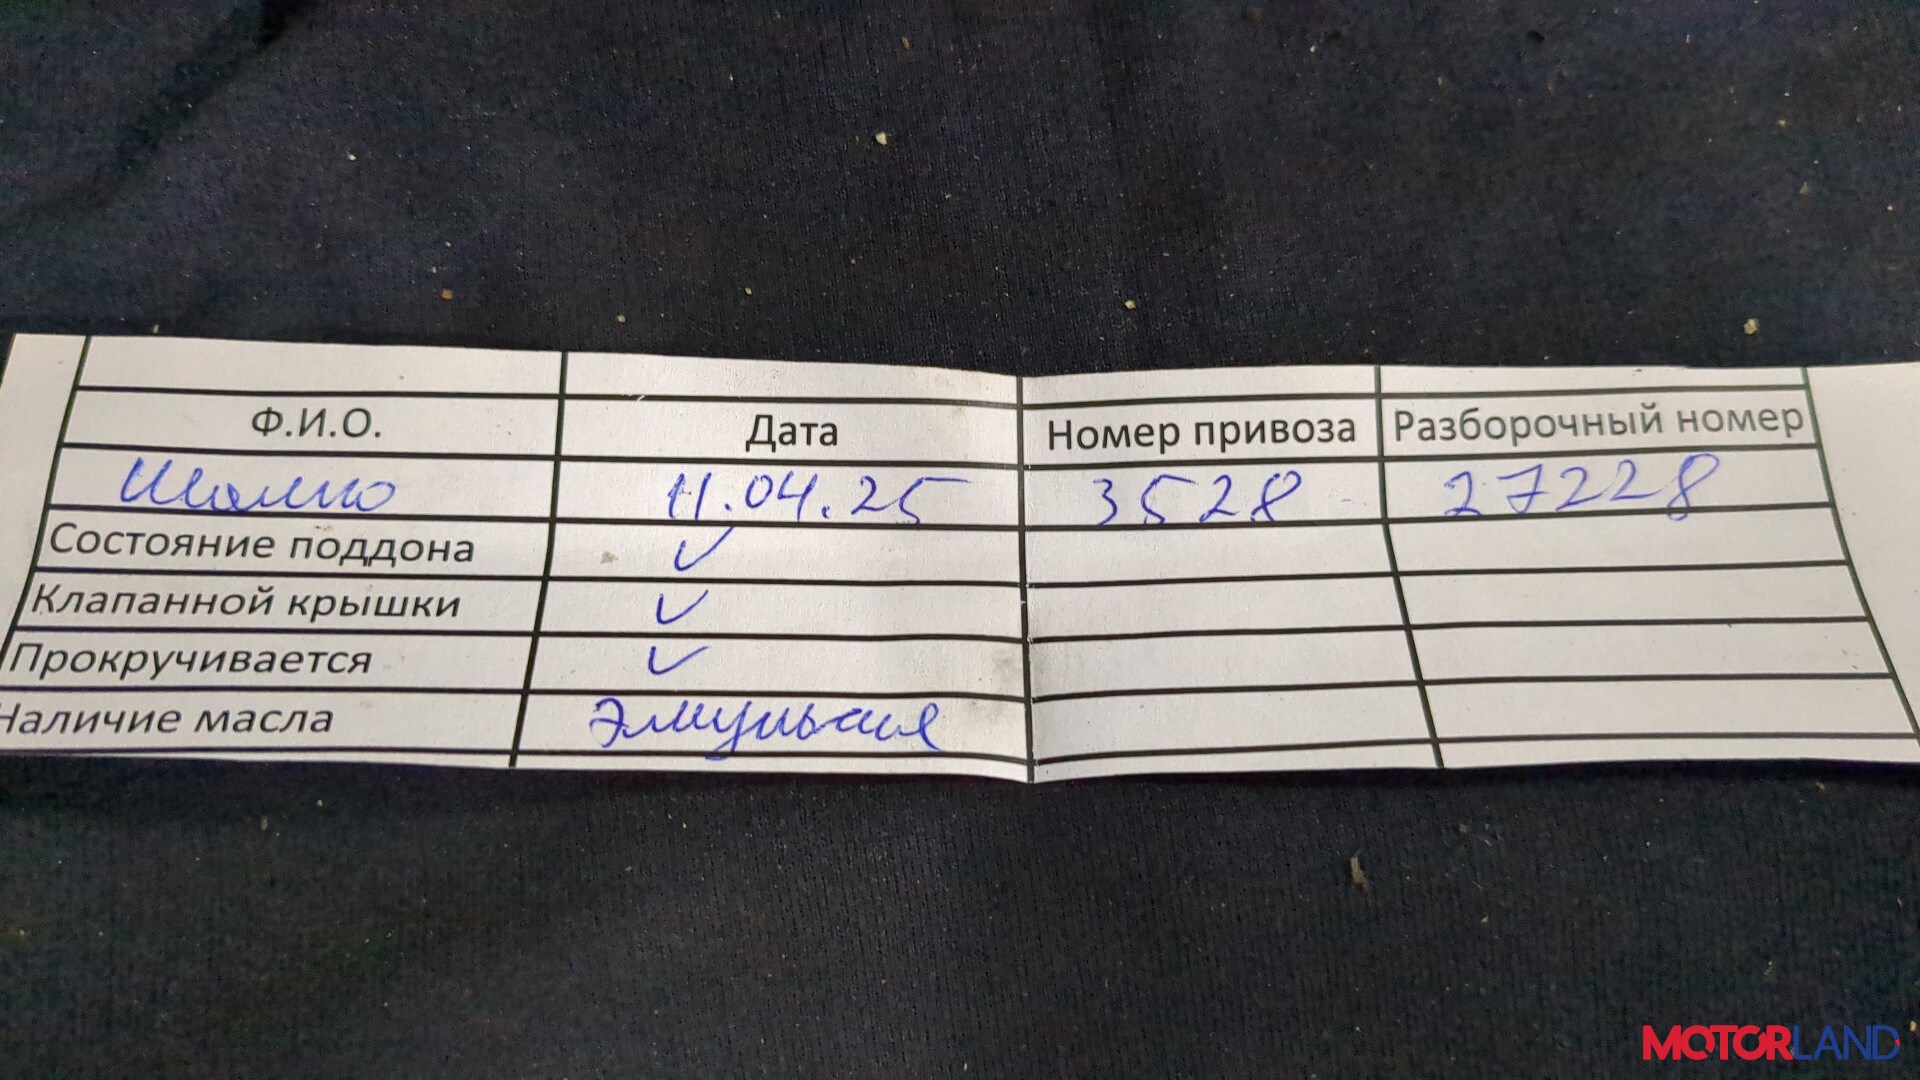 Ф.И.О. Дата Номер привоза Разборочный номер
11.04.25 3528 27228
Состояние поддона ✓
Клапанной крышки ✓
Прокручивается ✓
Наличие масла Эмульсия
MOTORLAND